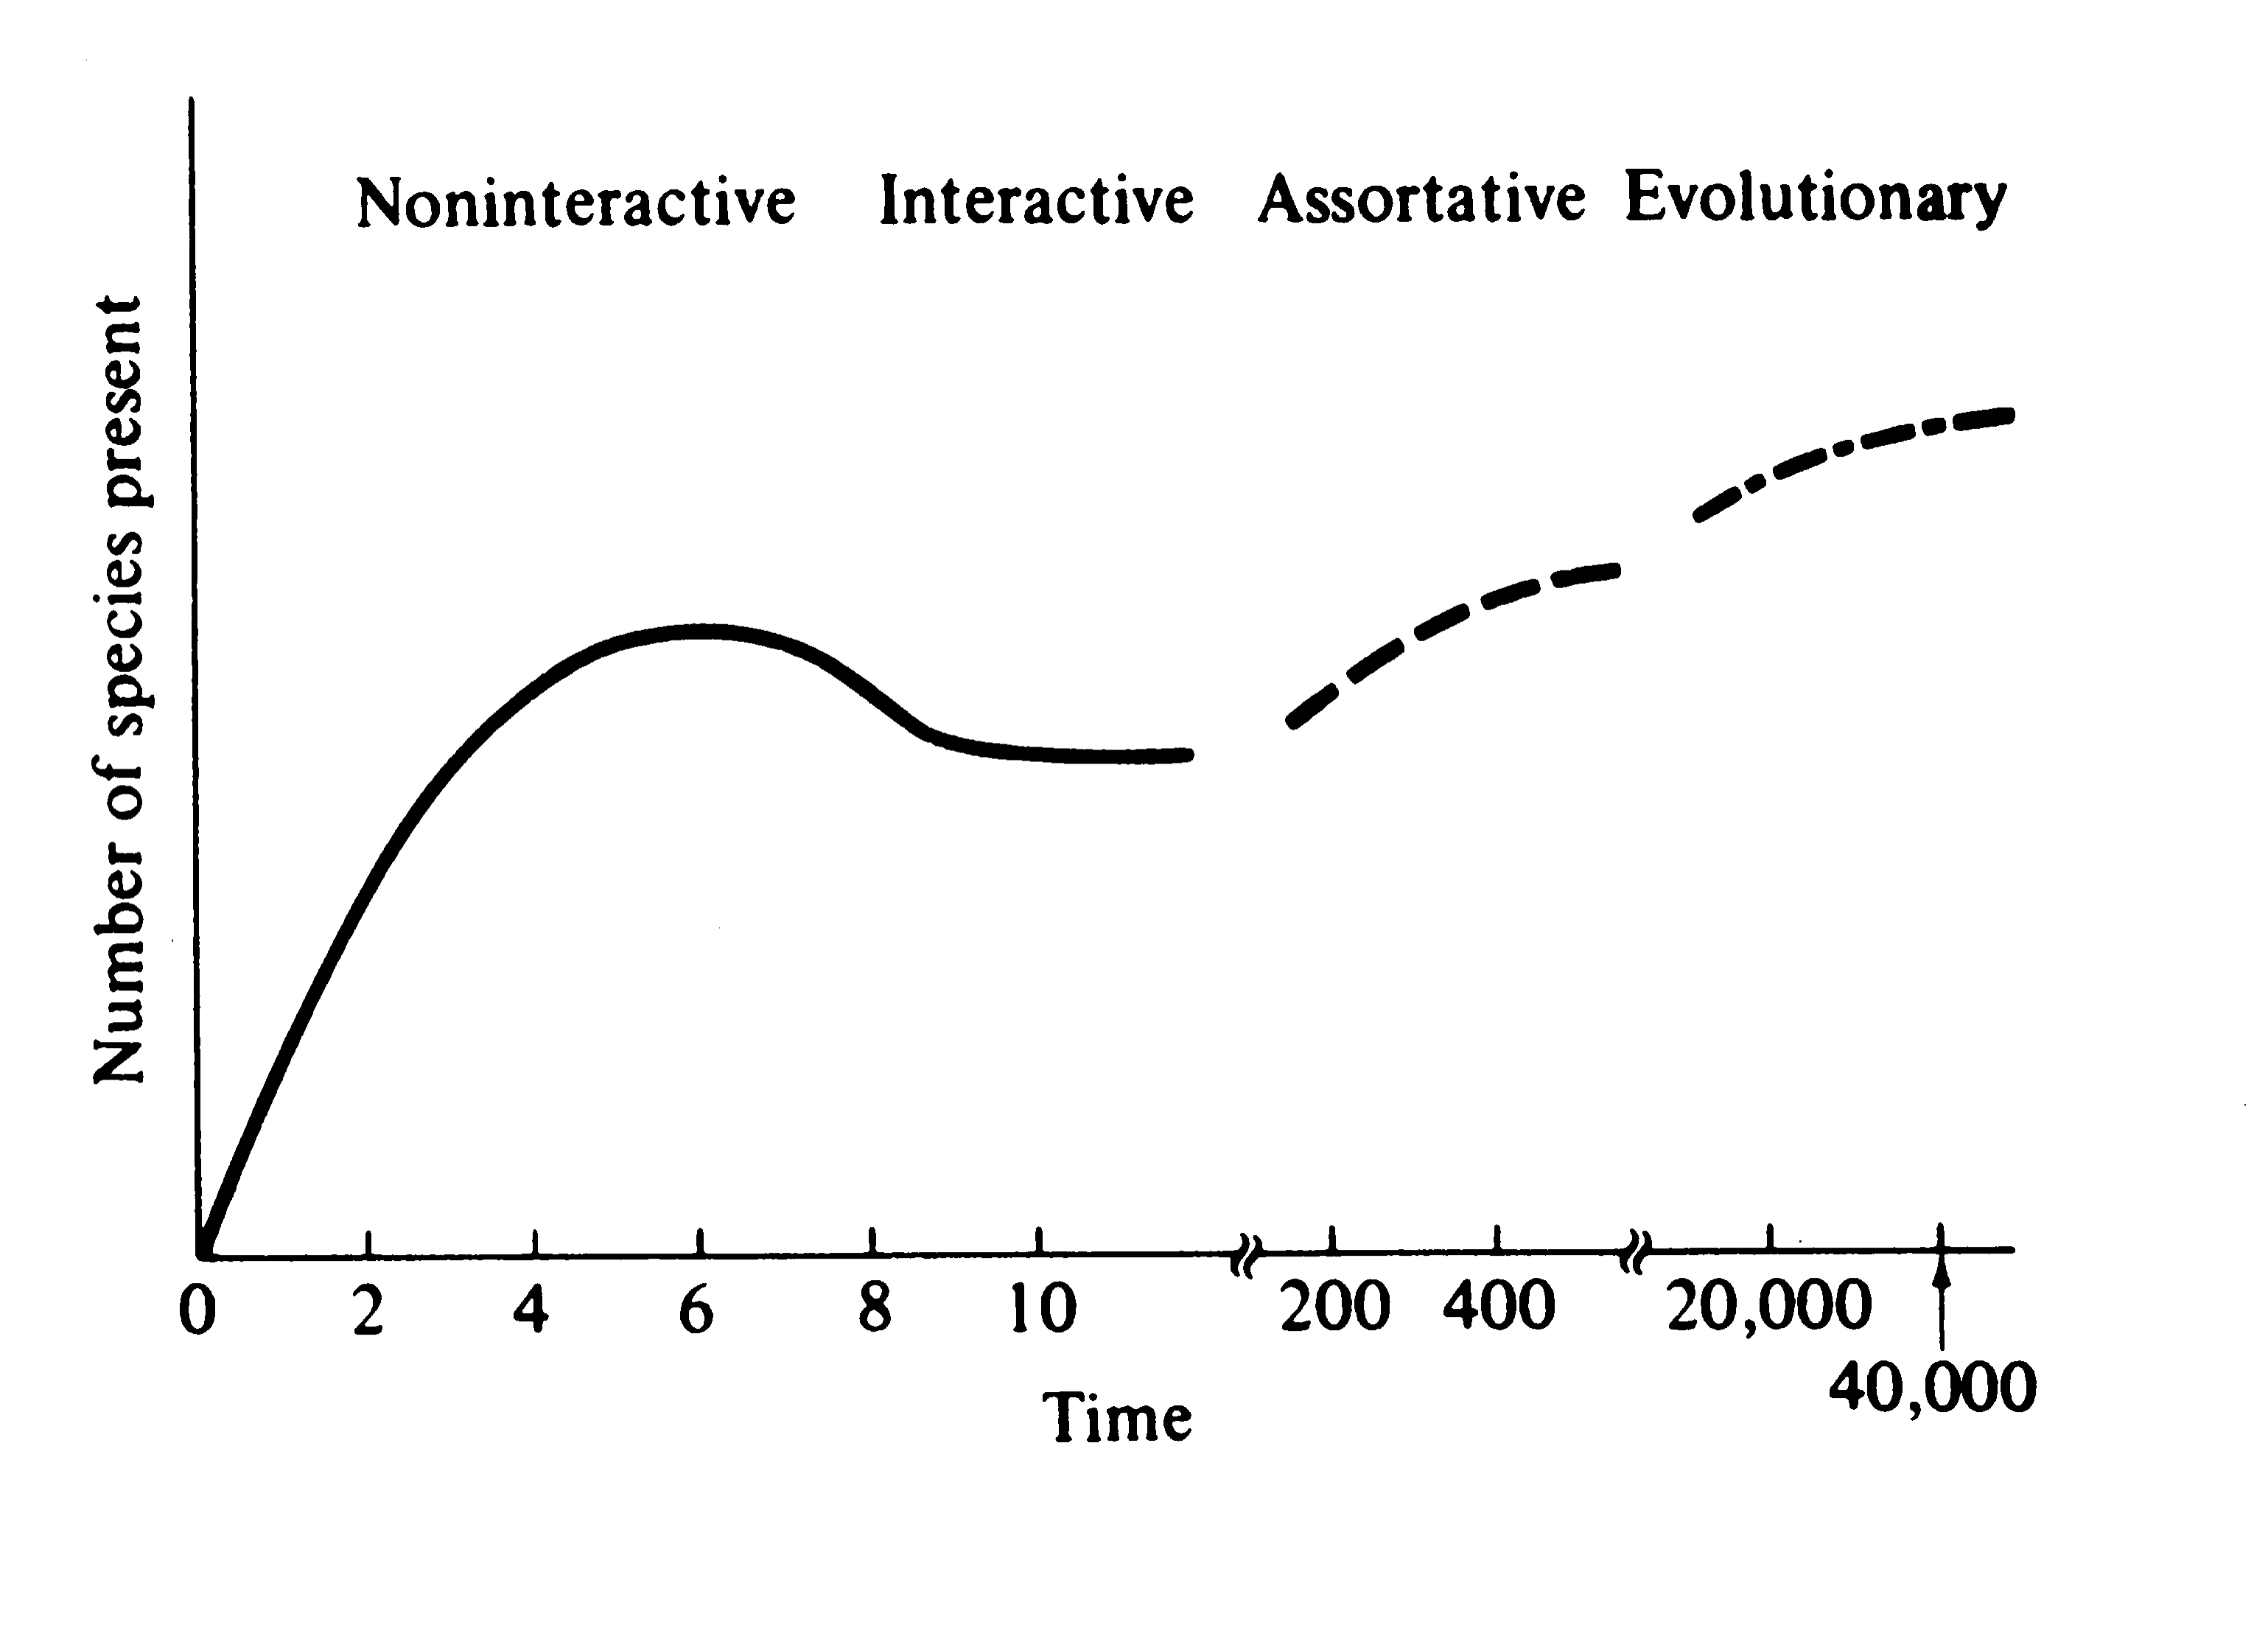 Noninteractive Interactive Assortative Evolutionary
Number of species present
0 2 4 6 8 10 200 400 20,000
40,000
Time